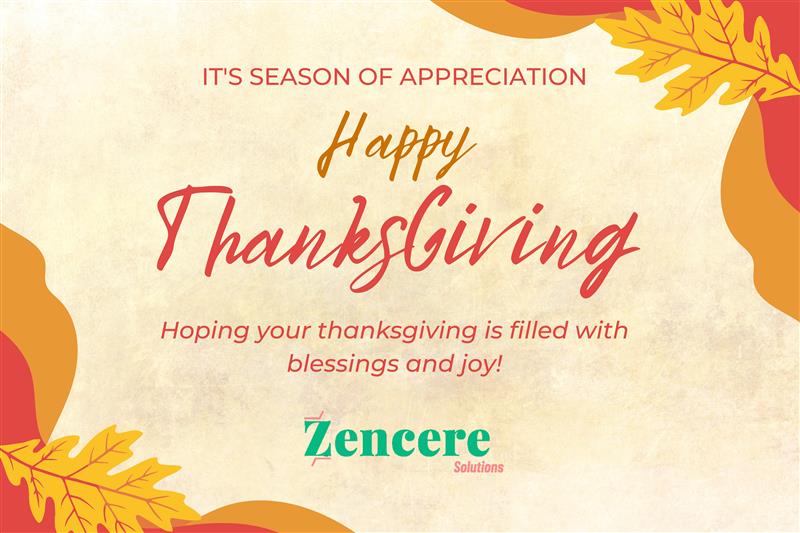 IT'S SEASON OF APPRECIATION
Happy
ThanksGiving
Hoping your thanksgiving is filled with
blessings and joy!
Zencere
Solutions